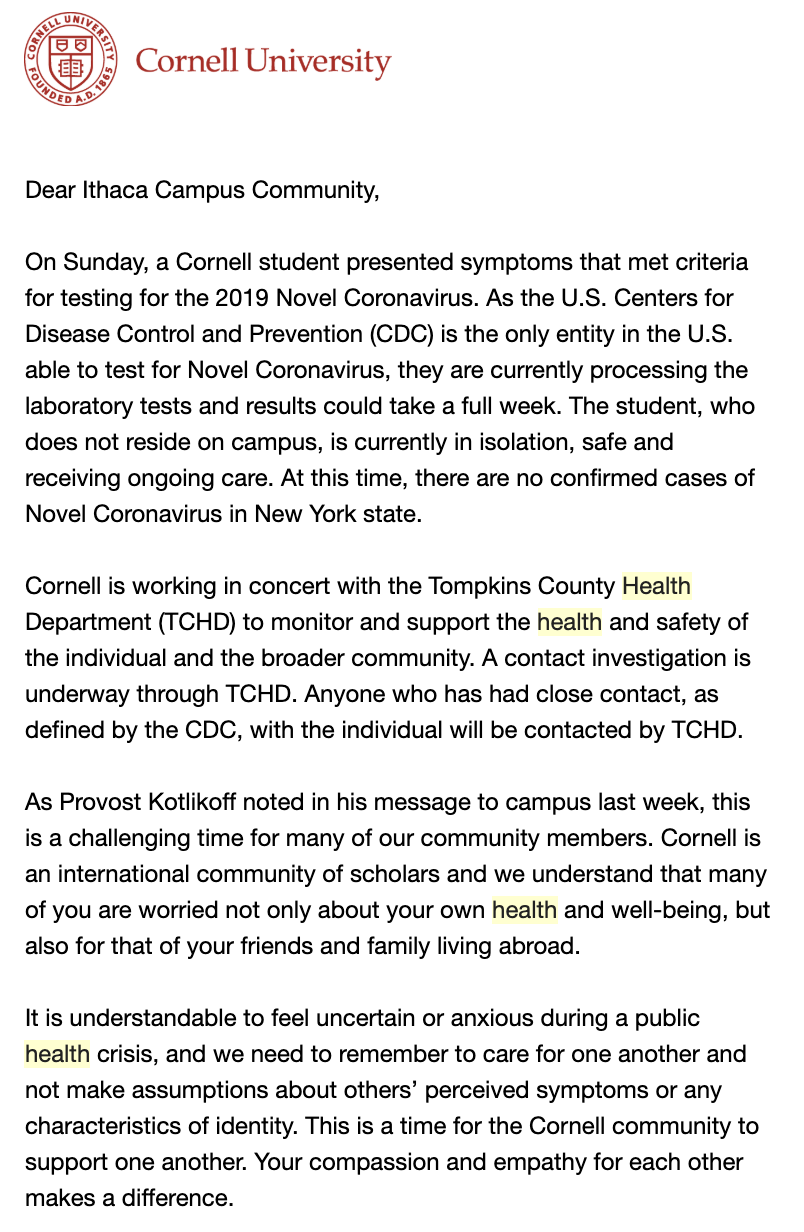 CORNELL UNIVERSITY
FOUNDED A.D. 1865
Cornell University
Dear Ithaca Campus Community,
On Sunday, a Cornell student presented symptoms that met criteria
for testing for the 2019 Novel Coronavirus. As the U.S. Centers for
Disease Control and Prevention (CDC) is the only entity in the U.S.
able to test for Novel Coronavirus, they are currently processing the
laboratory tests and results could take a full week. The student, who
does not reside on campus, is currently in isolation, safe and
receiving ongoing care. At this time, there are no confirmed cases of
Novel Coronavirus in New York state.
Cornell is working in concert with the Tompkins County Health
Department (TCHD) to monitor and support the health and safety of
the individual and the broader community. A contact investigation is
underway through TCHD. Anyone who has had close contact, as
defined by the CDC, with the individual will be contacted by TCHD.
As Provost Kotlikoff noted in his message to campus last week, this
is a challenging time for many of our community members. Cornell is
an international community of scholars and we understand that many
of you are worried not only about your own health and well-being, but
also for that of your friends and family living abroad.
It is understandable to feel uncertain or anxious during a public
health crisis, and we need to remember to care for one another and
not make assumptions about others’ perceived symptoms or any
characteristics of identity. This is a time for the Cornell community to
support one another. Your compassion and empathy for each other
makes a difference.